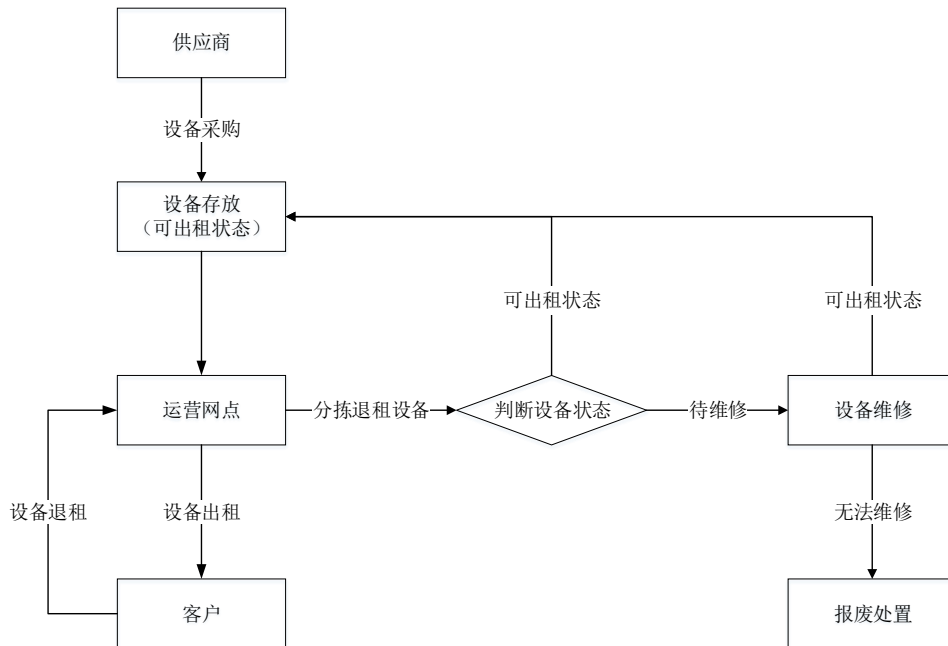 供应商
设备采购
设备存放
（可出租状态）
可出租状态
可出租状态
运营网点
分拣退租设备
判断设备状态
待维修
设备维修
设备退租
设备出租
无法维修
客户
报废处置